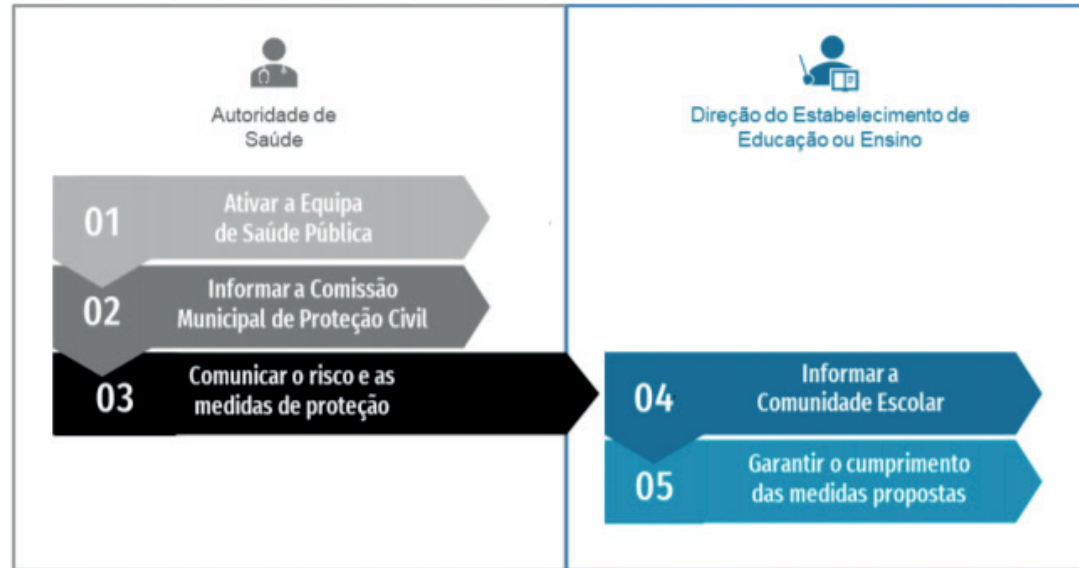 Autoridade de
Saúde
Direção do Estabelecimento de
Educação ou Ensino
01
Ativar a Equipa
de Saúde Pública
02
Informar a Comissão
Municipal de Proteção Civil
03
Comunicar o risco e as
medidas de proteção
04
Informar a
Comunidade Escolar
05
Garantir o cumprimento
das medidas propostas